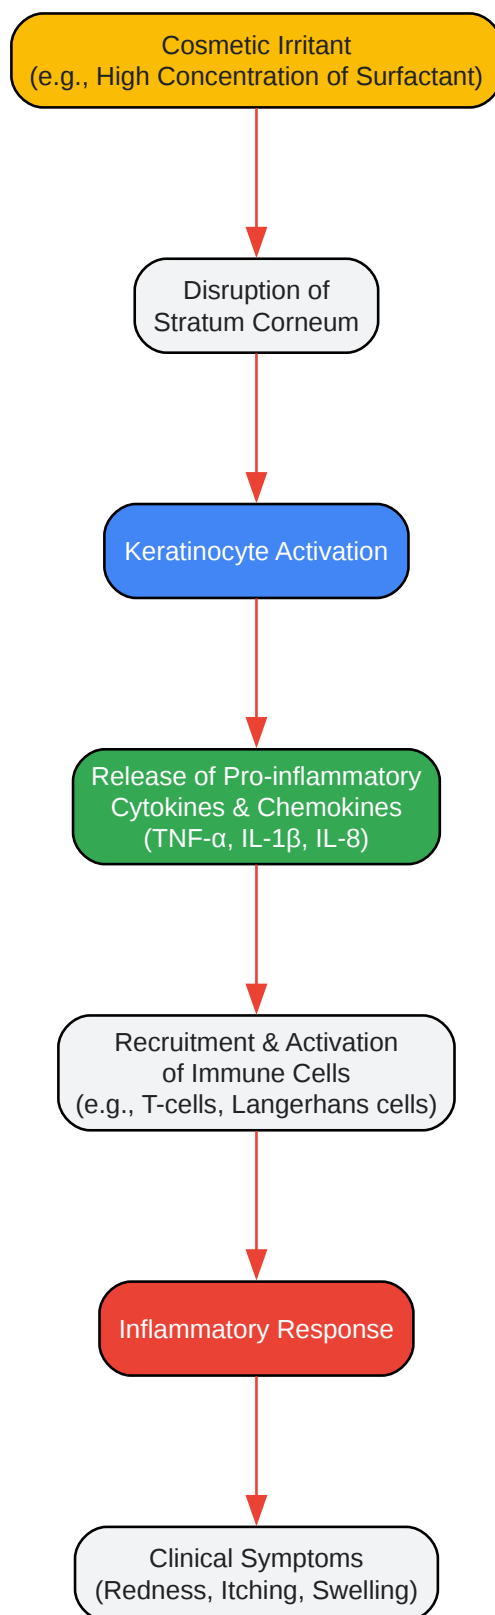 Cosmetic Irritant
(e.g., High Concentration of Surfactant)
Disruption of
Stratum Corneum
Keratinocyte Activation
Release of Pro-inflammatory
Cytokines & Chemokines
(TNF-α, IL-1β, IL-8)
Recruitment & Activation
of Immune Cells
(e.g., T-cells, Langerhans cells)
Inflammatory Response
Clinical Symptoms
(Redness, Itching, Swelling)